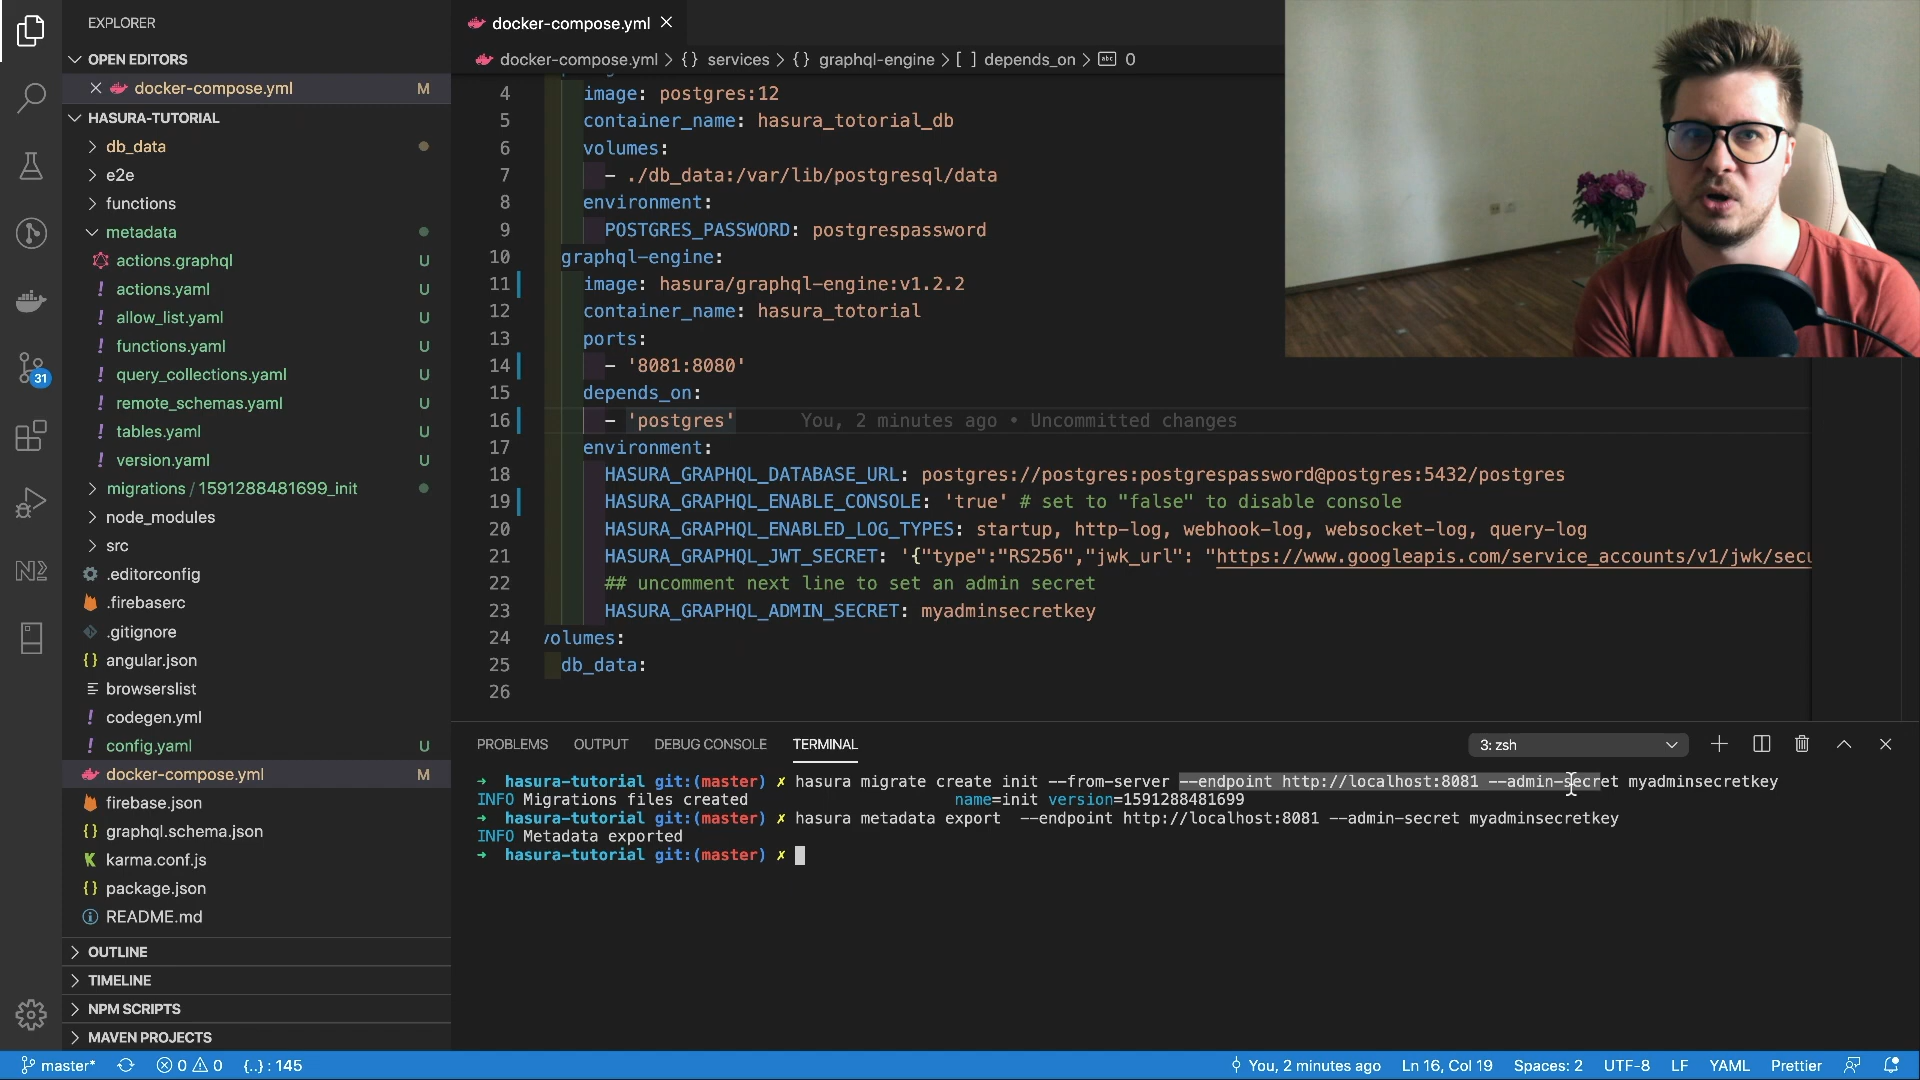 EXPLORER
OPEN EDITORS
docker-compose.yml M
HASURA-TUTORIAL
db_data
e2e
functions
metadata
actions.graphql U
actions.yaml U
allow_list.yaml U
functions.yaml U
query_collections.yaml U
remote_schemas.yaml U
tables.yaml U
version.yaml U
migrations / 1591288481699_init
node_modules
src
.editorconfig
.firebaserc
.gitignore
angular.json
browserslist
codegen.yml
config.yaml U
docker-compose.yml M
firebase.json
graphql.schema.json
karma.conf.js
package.json
README.md
OUTLINE
TIMELINE
NPM SCRIPTS
MAVEN PROJECTS
31
docker-compose.yml
docker-compose.yml > {} services > {} graphql-engine > [ ] depends_on > abc 0
4 image: postgres:12
5 container_name: hasura_totorial_db
6 volumes:
7 - ./db_data:/var/lib/postgresql/data
8 environment:
9 POSTGRES_PASSWORD: postgrespassword
10 graphql-engine:
11 image: hasura/graphql-engine:v1.2.2
12 container_name: hasura_totorial
13 ports:
14 - '8081:8080'
15 depends_on:
16 - 'postgres' You, 2 minutes ago • Uncommitted changes
17 environment:
18 HASURA_GRAPHQL_DATABASE_URL: postgres://postgres:postgrespassword@postgres:5432/postgres
19 HASURA_GRAPHQL_ENABLE_CONSOLE: 'true' # set to "false" to disable console
20 HASURA_GRAPHQL_ENABLED_LOG_TYPES: startup, http-log, webhook-log, websocket-log, query-log
21 HASURA_GRAPHQL_JWT_SECRET: '{"type":"RS256","jwk_url": "https://www.googleapis.com/service_accounts/v1/jwk/secu
22 ## uncomment next line to set an admin secret
23 HASURA_GRAPHQL_ADMIN_SECRET: myadminsecretkey
24 volumes:
25 db_data:
26
PROBLEMS OUTPUT DEBUG CONSOLE TERMINAL 3: zsh
➜ hasura-tutorial git:(master) ✗ hasura migrate create init --from-server --endpoint http://localhost:8081 --admin-secret myadminsecretkey
INFO Migrations files created name=init version=1591288481699
➜ hasura-tutorial git:(master) ✗ hasura metadata export --endpoint http://localhost:8081 --admin-secret myadminsecretkey
INFO Metadata exported
➜ hasura-tutorial git:(master) ✗
master* 0 0 {..} : 145 You, 2 minutes ago Ln 16, Col 19 Spaces: 2 UTF-8 LF YAML Prettier